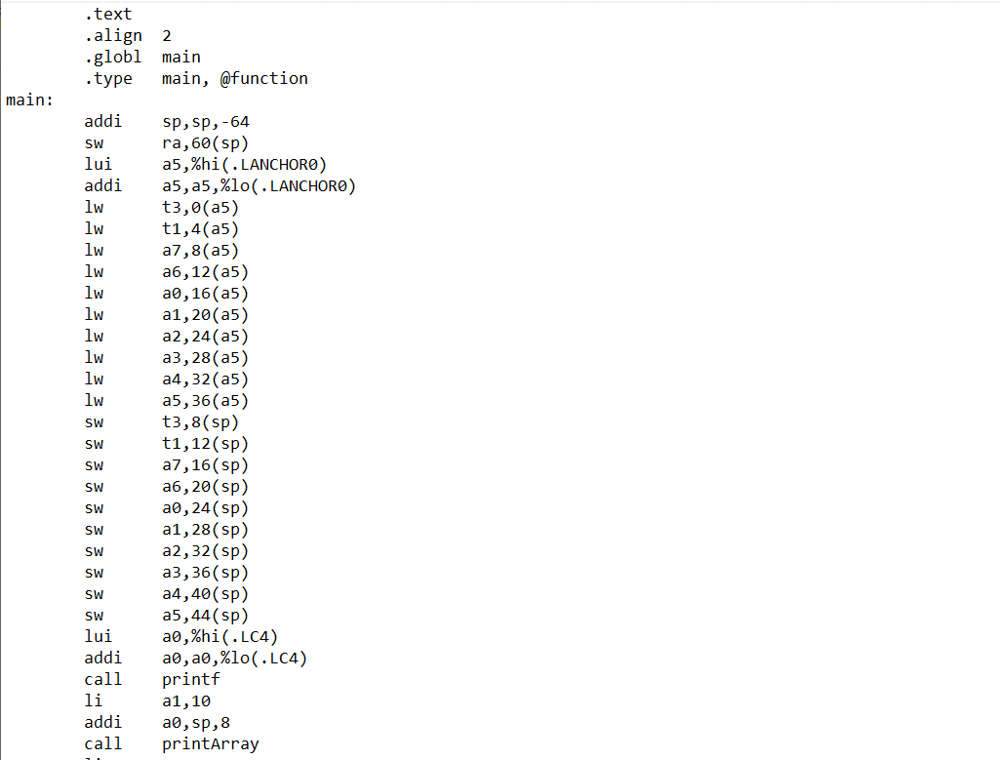 .text
.align 2
.globl main
.type main, @function
main:
addi sp,sp,-64
sw ra,60(sp)
lui a5,%hi(.LANCHOR0)
addi a5,a5,%lo(.LANCHOR0)
lw t3,0(a5)
lw t1,4(a5)
lw a7,8(a5)
lw a6,12(a5)
lw a0,16(a5)
lw a1,20(a5)
lw a2,24(a5)
lw a3,28(a5)
lw a4,32(a5)
lw a5,36(a5)
sw t3,8(sp)
sw t1,12(sp)
sw a7,16(sp)
sw a6,20(sp)
sw a0,24(sp)
sw a1,28(sp)
sw a2,32(sp)
sw a3,36(sp)
sw a4,40(sp)
sw a5,44(sp)
lui a0,%hi(.LC4)
addi a0,a0,%lo(.LC4)
call printf
li a1,10
addi a0,sp,8
call printArray